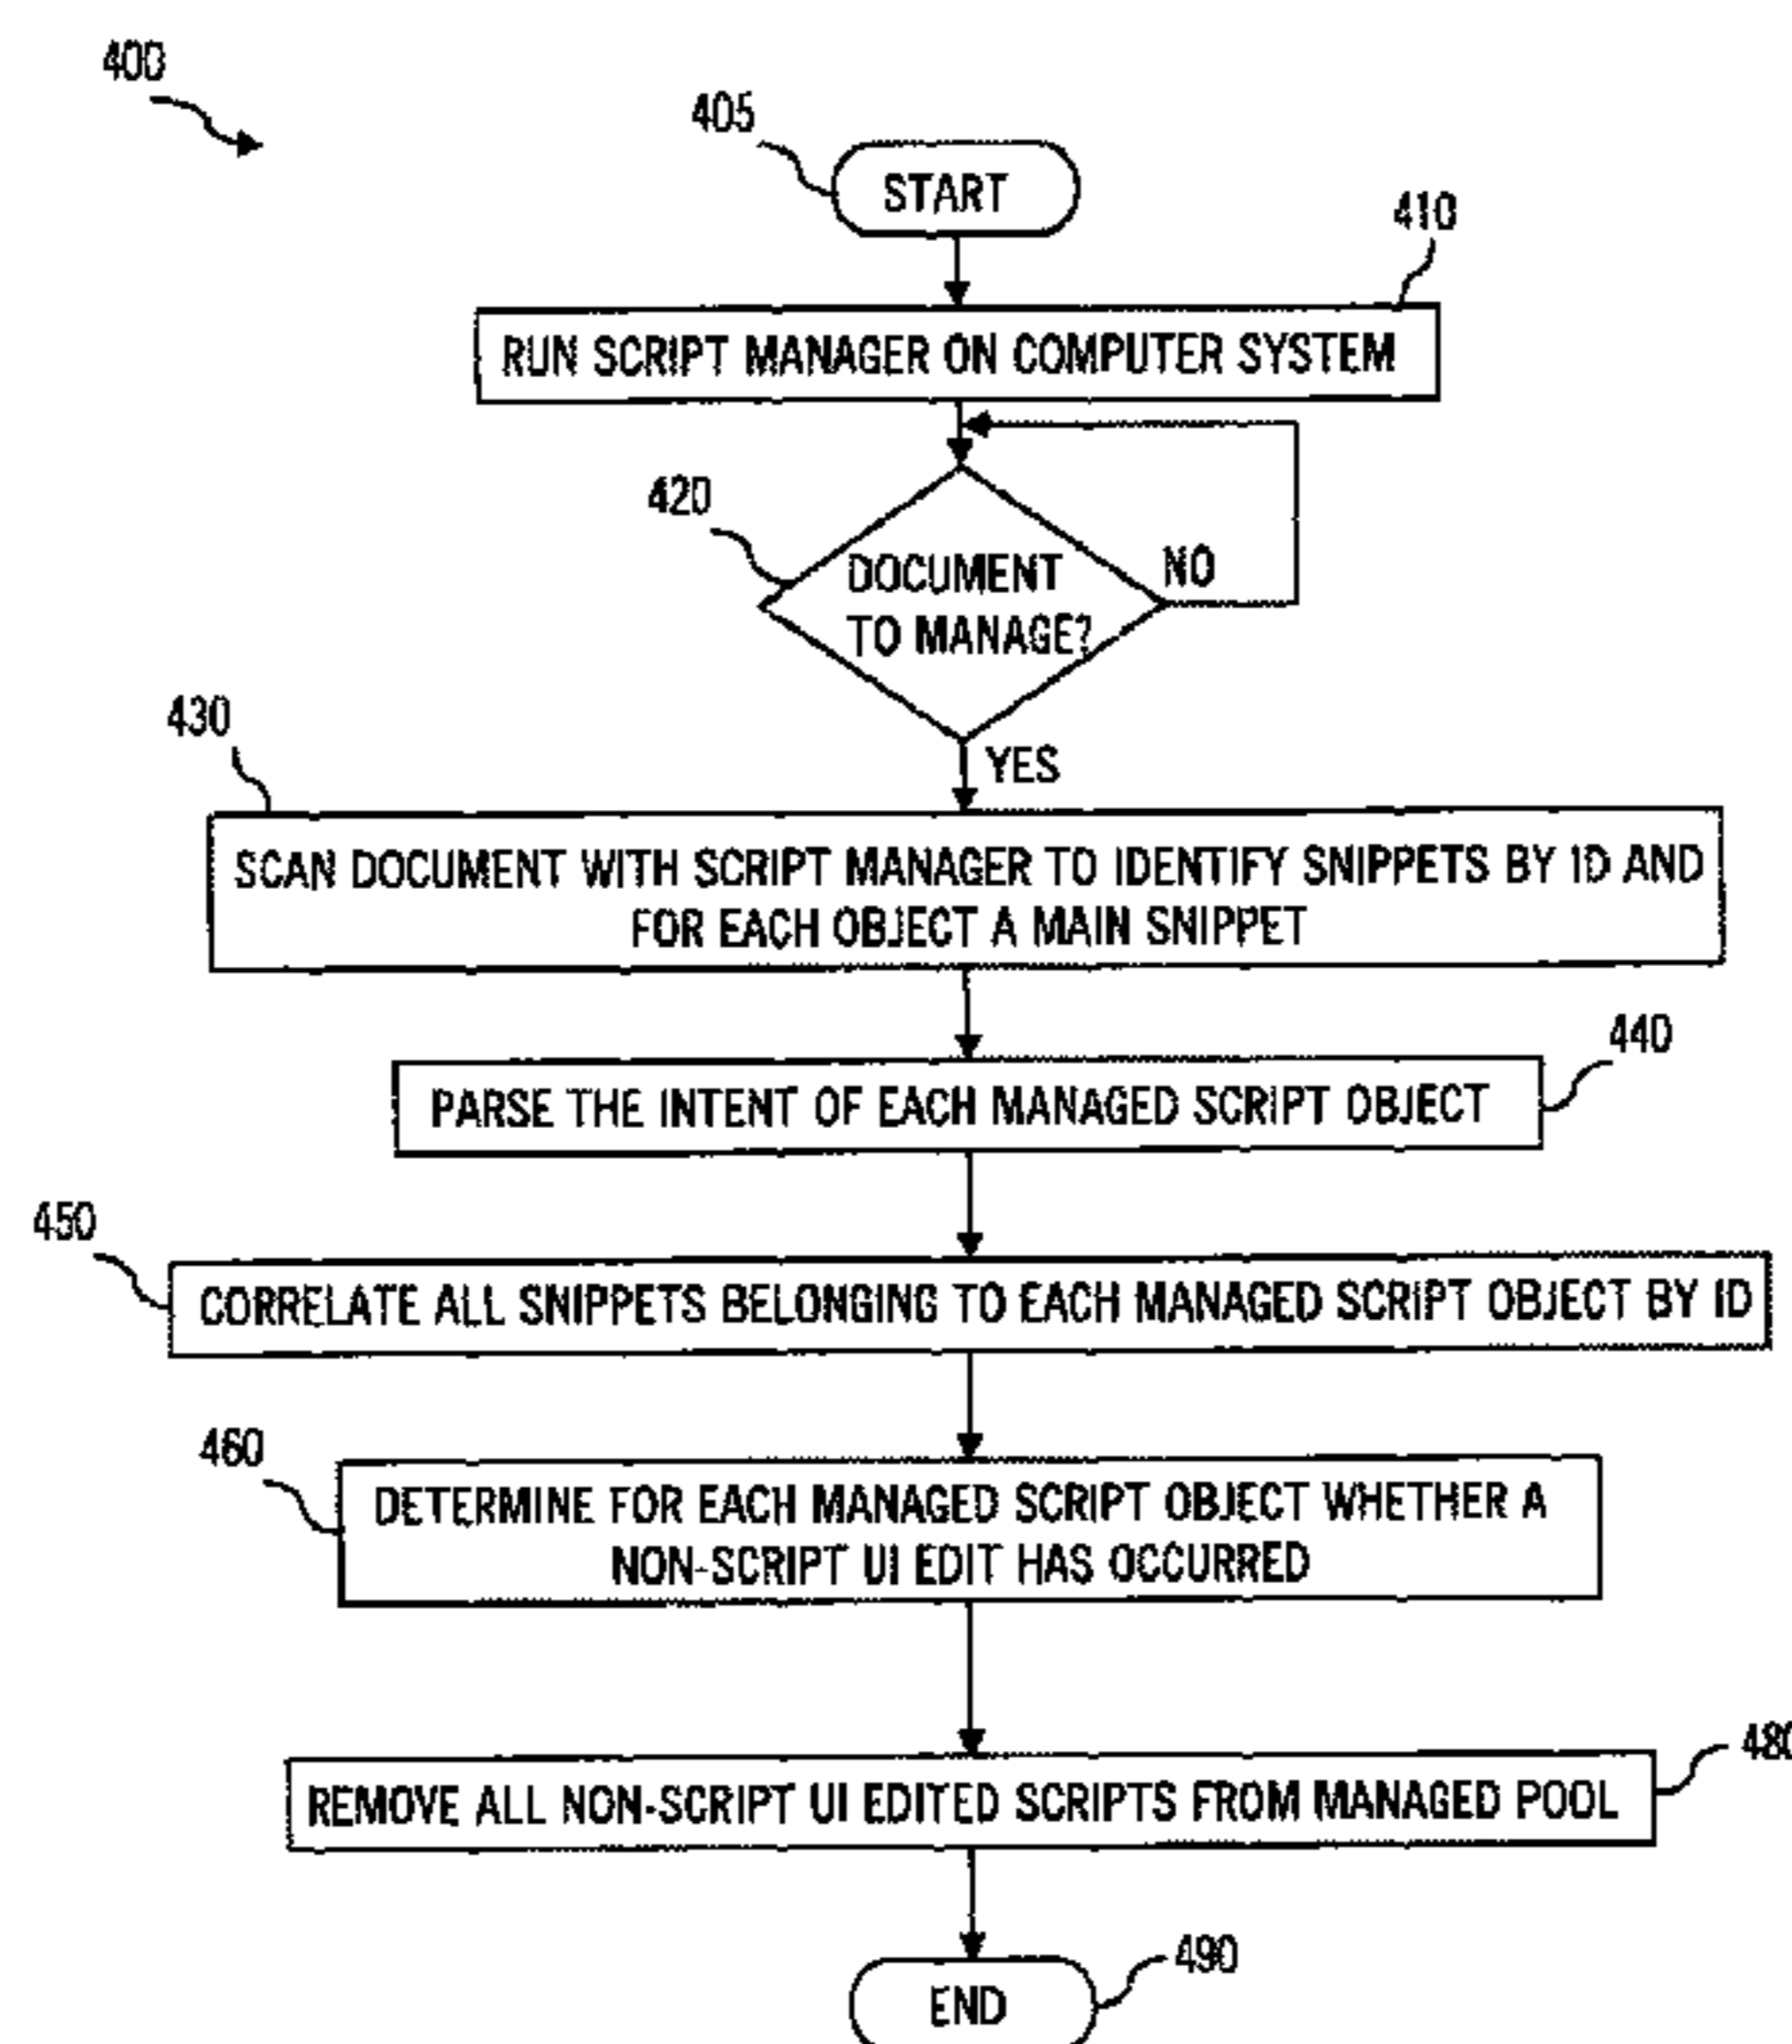 400
405
START
410
RUN SCRIPT MANAGER ON COMPUTER SYSTEM
420
DOCUMENT
TO MANAGE?
NO
YES
430
SCAN DOCUMENT WITH SCRIPT MANAGER TO IDENTIFY SNIPPETS BY ID AND
FOR EACH OBJECT A MAIN SNIPPET
440
PARSE THE INTENT OF EACH MANAGED SCRIPT OBJECT
450
CORRELATE ALL SNIPPETS BELONGING TO EACH MANAGED SCRIPT OBJECT BY ID
460
DETERMINE FOR EACH MANAGED SCRIPT OBJECT WHETHER A
NON-SCRIPT UI EDIT HAS OCCURRED
480
REMOVE ALL NON-SCRIPT UI EDITED SCRIPTS FROM MANAGED POOL
490
END